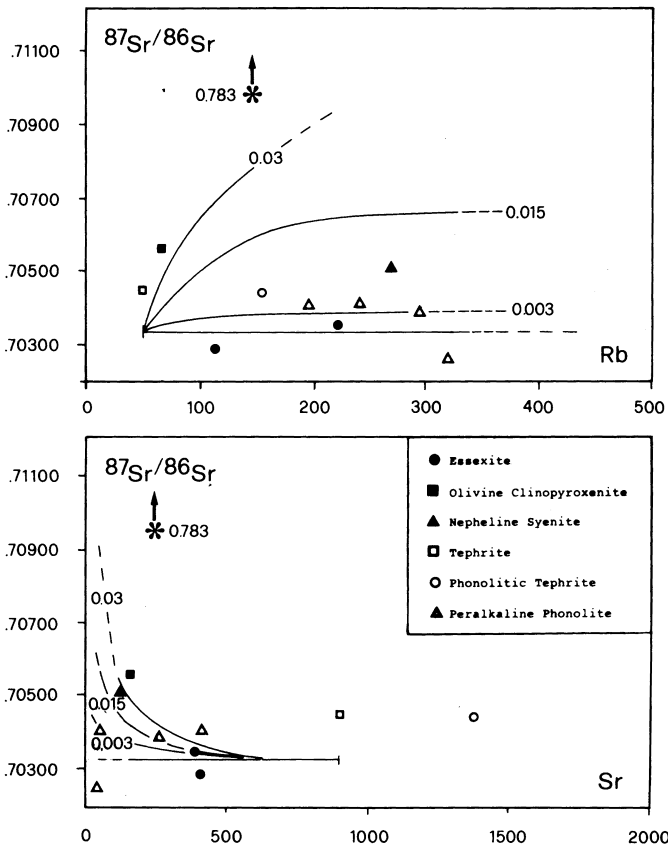 87Sr/86Sr
.71100
.70900
.70700
.70500
.70300
0.783
0.03
0.015
0.003
Rb
0
100
200
300
400
500
87Sr/86Sr
.71100
.70900
.70700
.70500
.70300
0.783
0.03
0.015
0.003
Essexite
Olivine Clinopyroxenite
Nepheline Syenite
Tephrite
Phonolitic Tephrite
Peralkaline Phonolite
Sr
0
500
1000
1500
2000